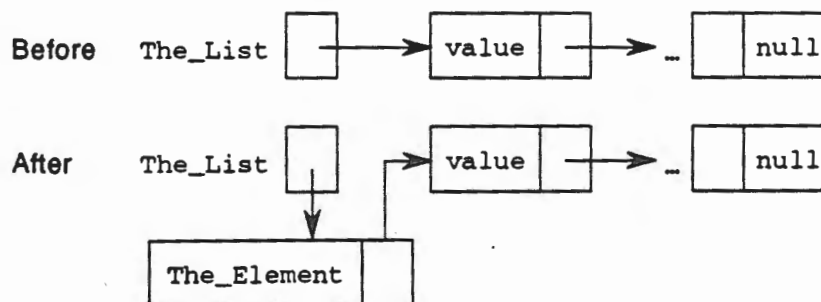 Before The_List value … null
After The_List value … null
The_Element